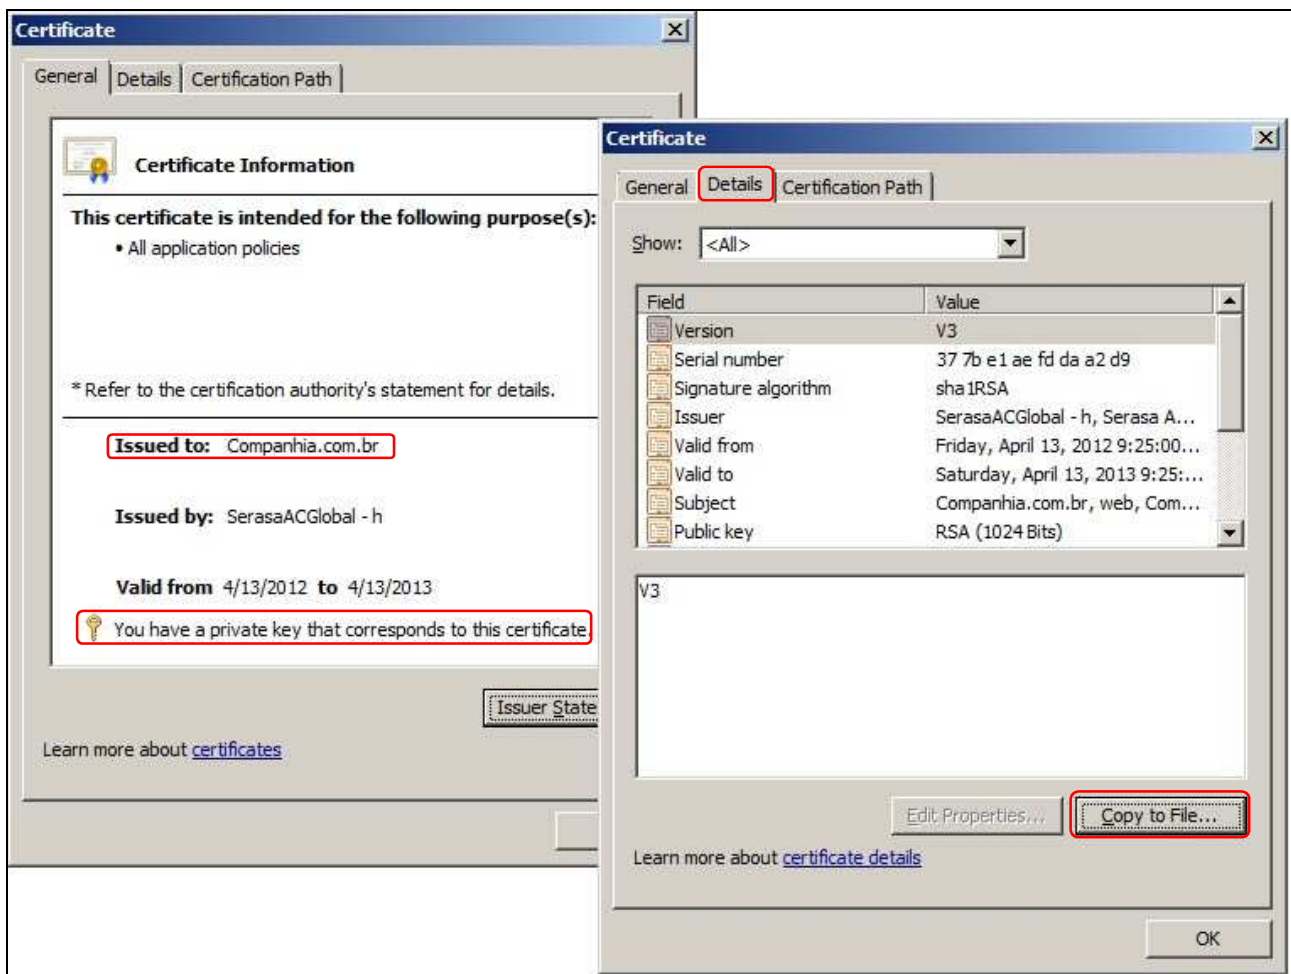 Certificate
General
Details
Certification Path
Certificate Information
This certificate is intended for the following purpose(s):
• All application policies
* Refer to the certification authority's statement for details.
Issued to: Companhia.com.br
Issued by: SerasaACGlobal - h
Valid from 4/13/2012 to 4/13/2013
You have a private key that corresponds to this certificate.
Issuer State
Learn more about certificates
Certificate
General
Details
Certification Path
Show: <All>
Field Value
Version V3
Serial number 37 7b e1 ae fd da a2 d9
Signature algorithm sha1RSA
Issuer SerasaACGlobal - h, Serasa A...
Valid from Friday, April 13, 2012 9:25:00...
Valid to Saturday, April 13, 2013 9:25:...
Subject Companhia.com.br, web, Com...
Public key RSA (1024 Bits)
V3
Edit Properties...
Copy to File...
Learn more about certificate details
OK